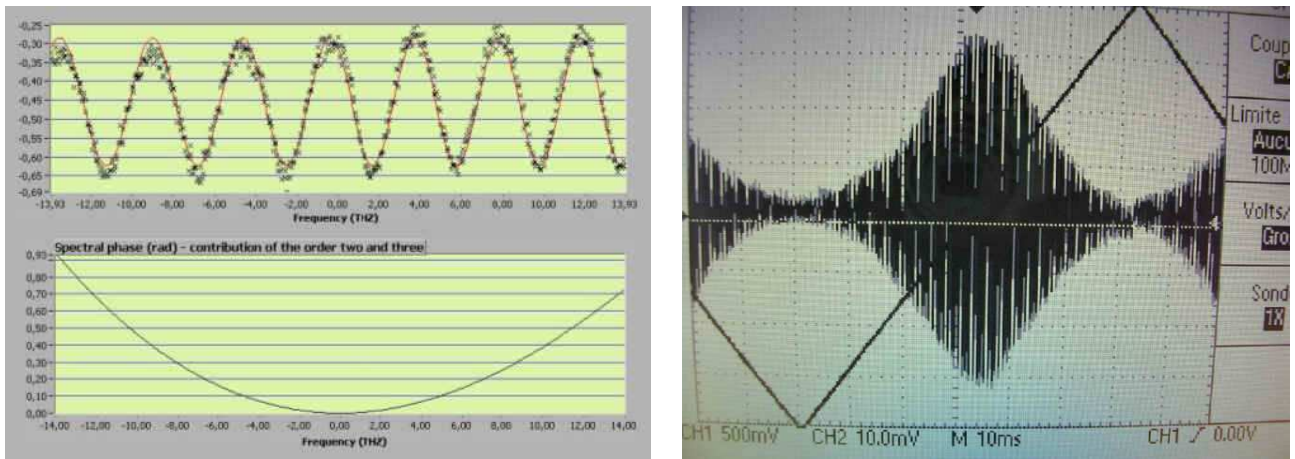 -0,25
-0,30
-0,35
-0,40
-0,45
-0,50
-0,55
-0,60
-0,65
-0,69
-13,93 -12,00 -10,00 -8,00 -6,00 -4,00 -2,00 0,00 2,00 4,00 6,00 8,00 10,00 12,00 13,93
Frequency (THZ)
Spectral phase (rad) - contribution of the order two and three
0,93
0,80
0,70
0,60
0,50
0,40
0,30
0,20
0,10
0,00
-14,00 -12,00 -10,00 -8,00 -6,00 -4,00 -2,00 0,00 2,00 4,00 6,00 8,00 10,00 12,00 14,00
Frequency (THZ)
Coup
Limite
Aucu
100M
Volts/
Gro
Sond
1X
CH1 500mV CH2 10.0mV M 10ms CH1 0.00V